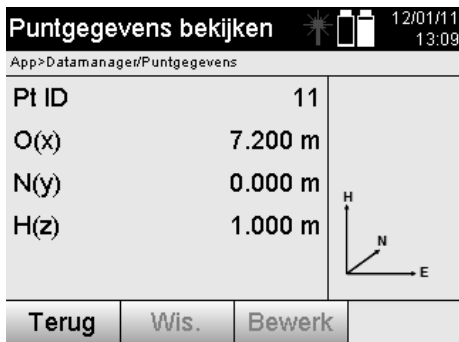 Puntgegevens bekijken
12/01/11
13:09
App>Datamanager/Puntgegevens
Pt ID 11
O(x) 7.200 m
N(y) 0.000 m
H(z) 1.000 m
H
N
E
Terug Wis. Bewerk